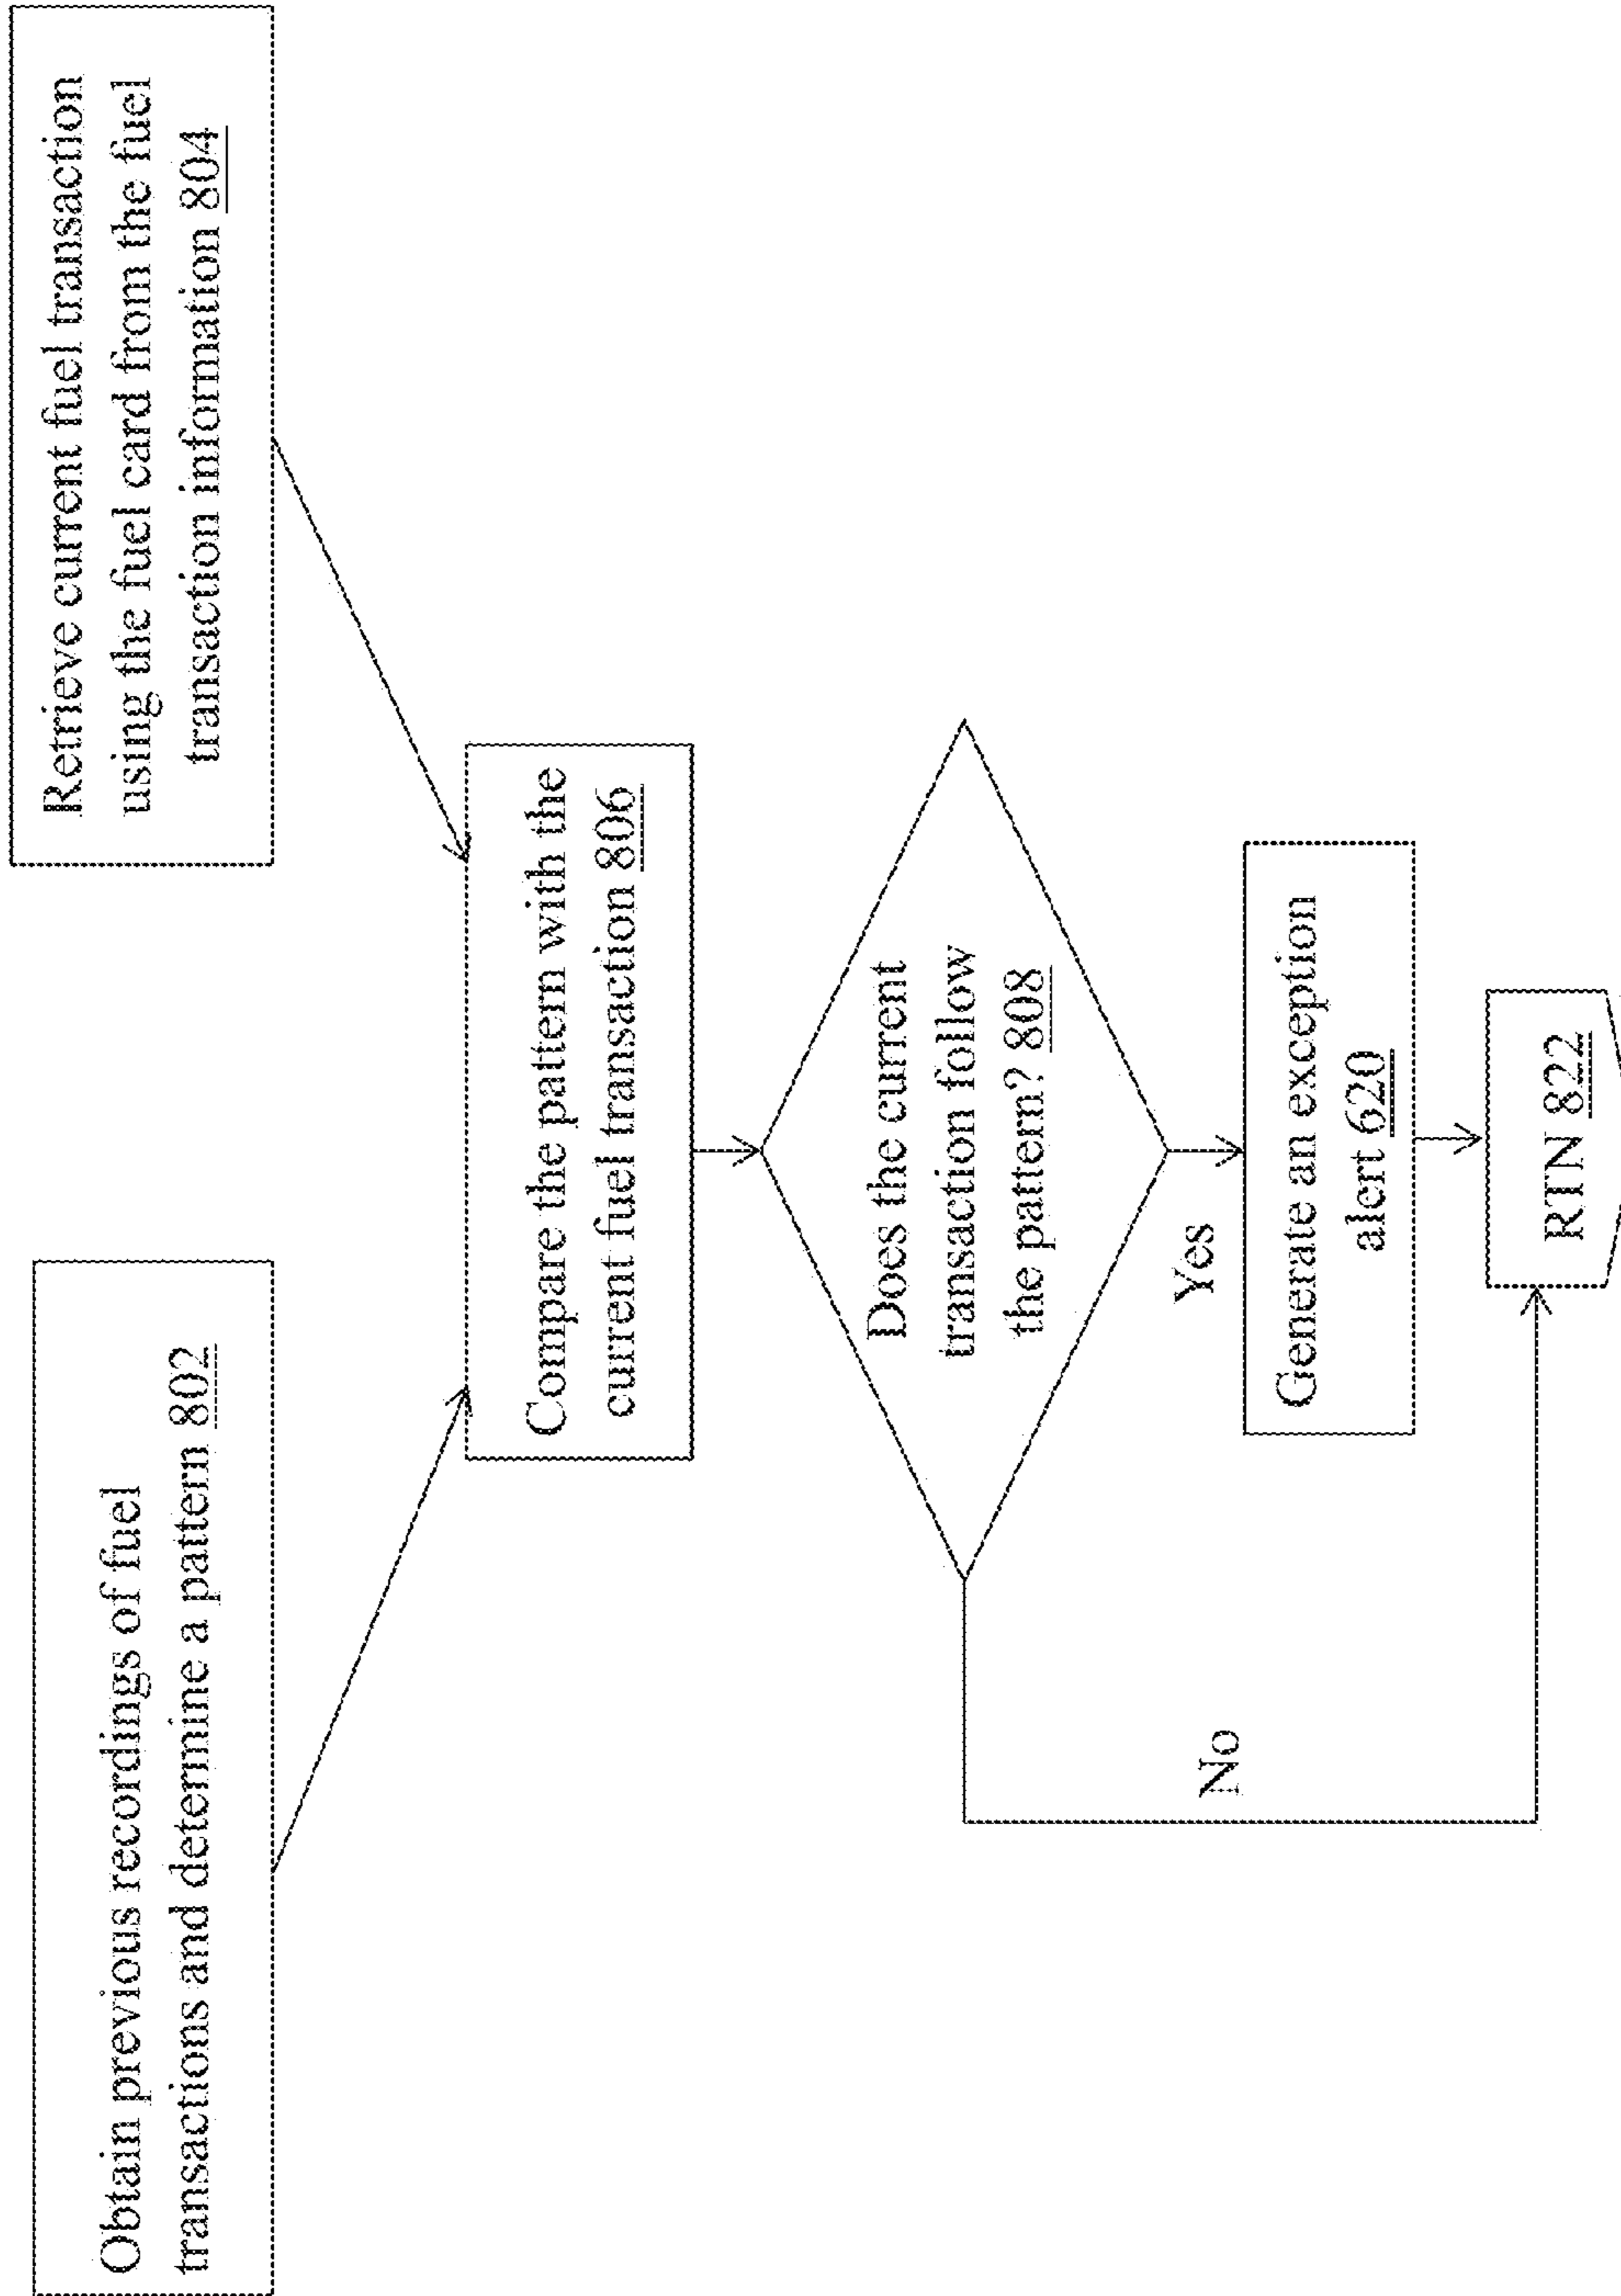 Obtain previous recordings of fuel
transactions and determine a pattern 802
Retrieve current fuel transaction
using the fuel card from the fuel
transaction information 804
Compare the pattern with the
current fuel transaction 806
Does the current
transaction follow
the pattern? 808
No
Yes
Generate an exception
alert 620
RTN 822